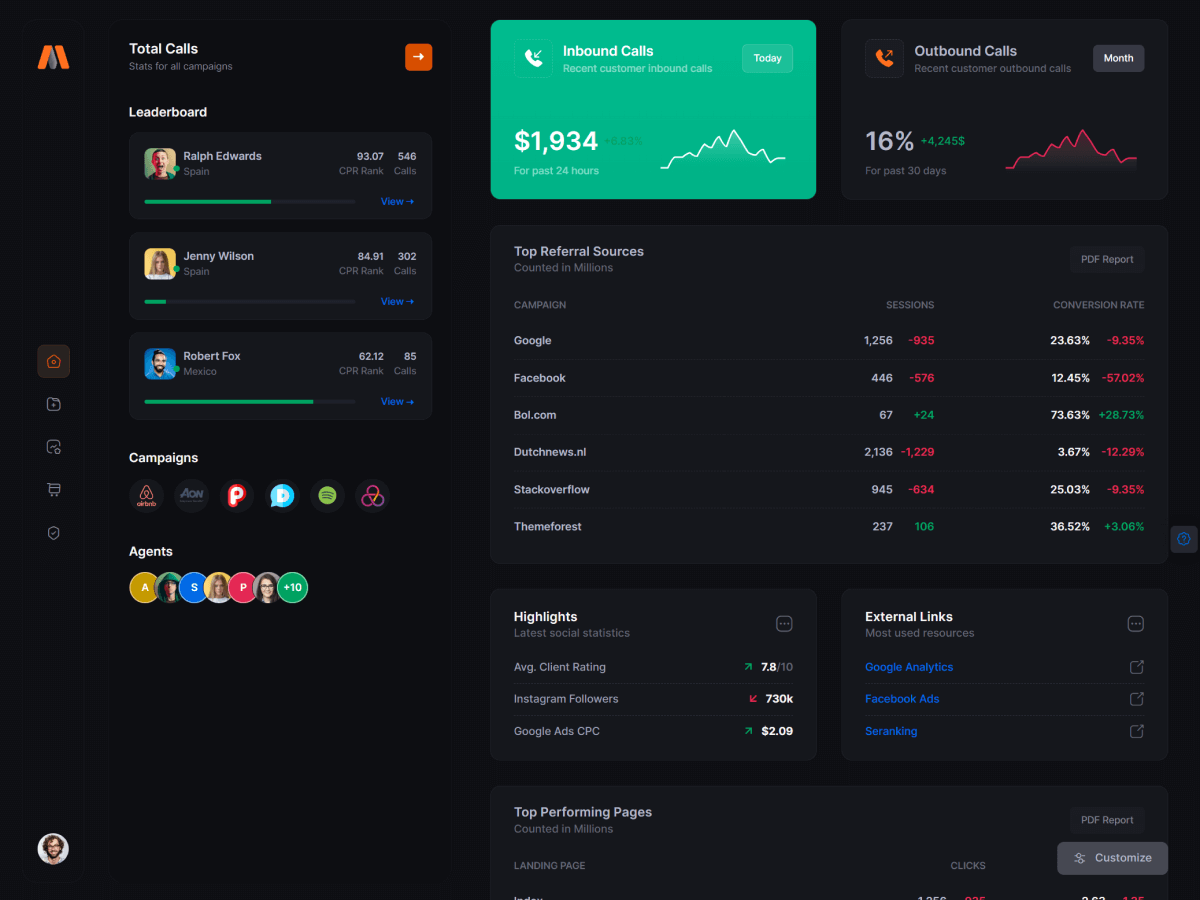 Total Calls
Stats for all campaigns
Leaderboard
Ralph Edwards
Spain
93.07 546
CPR Rank Calls
View
Jenny Wilson
Spain
84.91 302
CPR Rank Calls
View
Robert Fox
Mexico
62.12 85
CPR Rank Calls
View
Campaigns
airbnb
AON
Agents
A
S
P
+10
Inbound Calls
Recent customer inbound calls
Today
$1,934 +6.83%
For past 24 hours
Outbound Calls
Recent customer outbound calls
Month
16% +4,245$
For past 30 days
Top Referral Sources
Counted in Millions
PDF Report
CAMPAIGN SESSIONS CONVERSION RATE
Google 1,256 -935 23.63% -9.35%
Facebook 446 -576 12.45% -57.02%
Bol.com 67 +24 73.63% +28.73%
Dutchnews.nl 2,136 -1,229 3.67% -12.29%
Stackoverflow 945 -634 25.03% -9.35%
Themeforest 237 106 36.52% +3.06%
Highlights
Latest social statistics
Avg. Client Rating 7.8/10
Instagram Followers 730k
Google Ads CPC $2.09
External Links
Most used resources
Google Analytics
Facebook Ads
Seranking
Top Performing Pages
Counted in Millions
PDF Report
LANDING PAGE CLICKS
Customize
Index 1,256 -935 2.63 -1.35